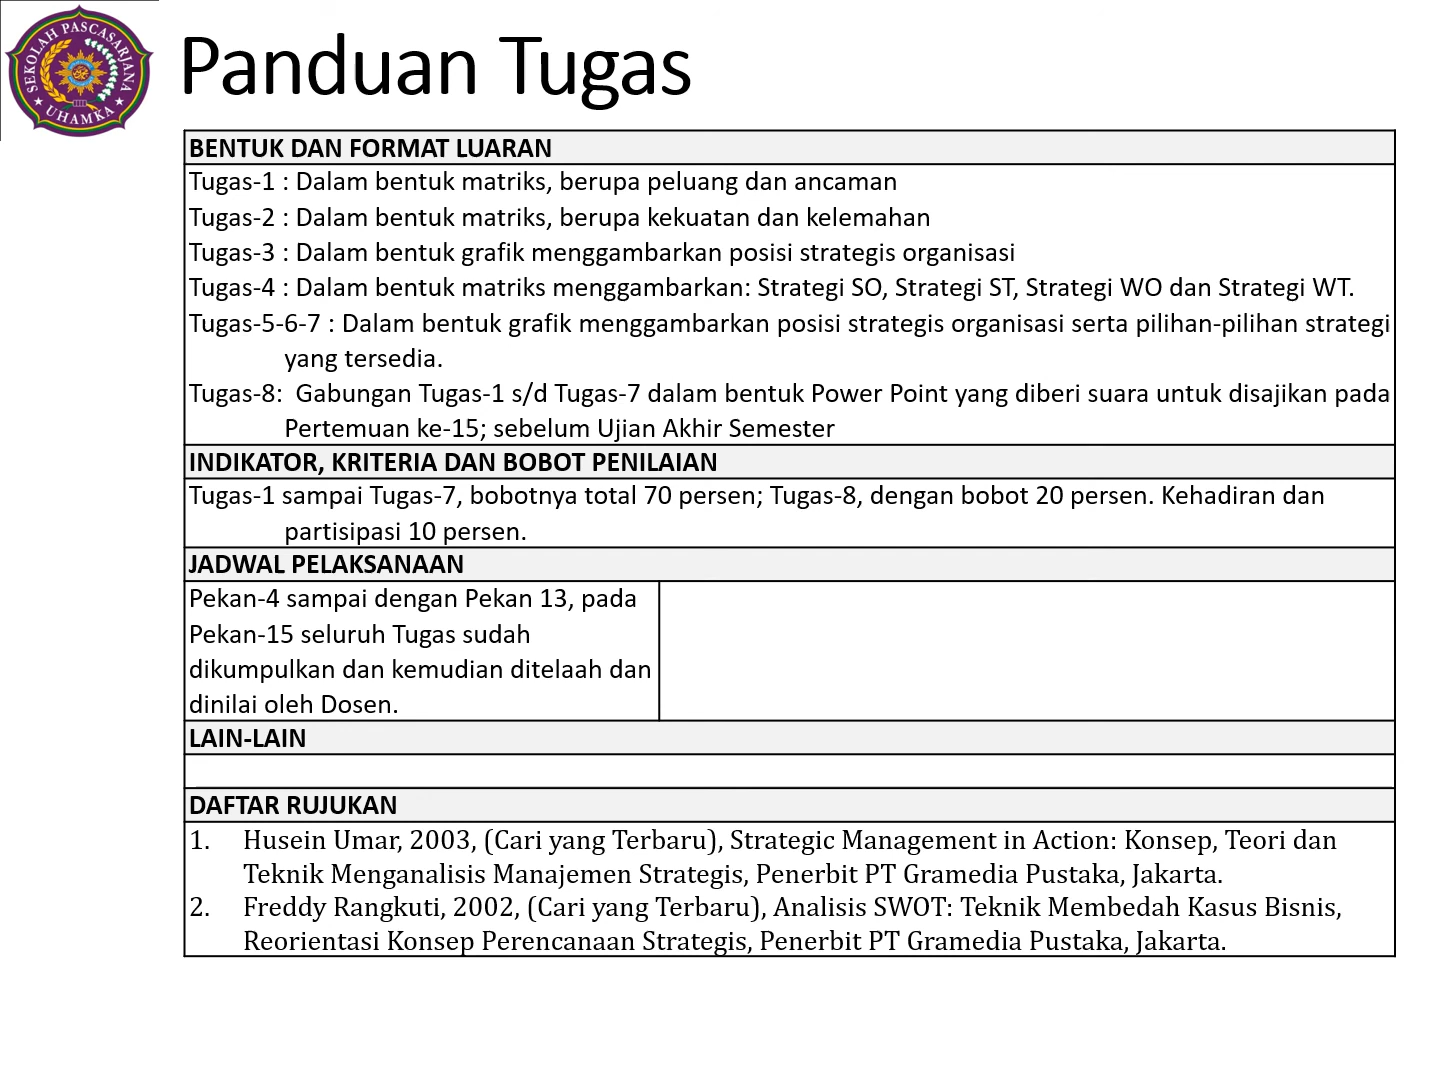 SEKOLAH PASCASARJANA
UHAMKA
Panduan Tugas
BENTUK DAN FORMAT LUARAN
Tugas-1 : Dalam bentuk matriks, berupa peluang dan ancaman
Tugas-2 : Dalam bentuk matriks, berupa kekuatan dan kelemahan
Tugas-3 : Dalam bentuk grafik menggambarkan posisi strategis organisasi
Tugas-4 : Dalam bentuk matriks menggambarkan: Strategi SO, Strategi ST, Strategi WO dan Strategi WT.
Tugas-5-6-7 : Dalam bentuk grafik menggambarkan posisi strategis organisasi serta pilihan-pilihan strategi
yang tersedia.
Tugas-8: Gabungan Tugas-1 s/d Tugas-7 dalam bentuk Power Point yang diberi suara untuk disajikan pada
Pertemuan ke-15; sebelum Ujian Akhir Semester
INDIKATOR, KRITERIA DAN BOBOT PENILAIAN
Tugas-1 sampai Tugas-7, bobotnya total 70 persen; Tugas-8, dengan bobot 20 persen. Kehadiran dan
partisipasi 10 persen.
JADWAL PELAKSANAAN
Pekan-4 sampai dengan Pekan 13, pada
Pekan-15 seluruh Tugas sudah
dikumpulkan dan kemudian ditelaah dan
dinilai oleh Dosen.
LAIN-LAIN
DAFTAR RUJUKAN
1. Husein Umar, 2003, (Cari yang Terbaru), Strategic Management in Action: Konsep, Teori dan
Teknik Menganalisis Manajemen Strategis, Penerbit PT Gramedia Pustaka, Jakarta.
2. Freddy Rangkuti, 2002, (Cari yang Terbaru), Analisis SWOT: Teknik Membedah Kasus Bisnis,
Reorientasi Konsep Perencanaan Strategis, Penerbit PT Gramedia Pustaka, Jakarta.